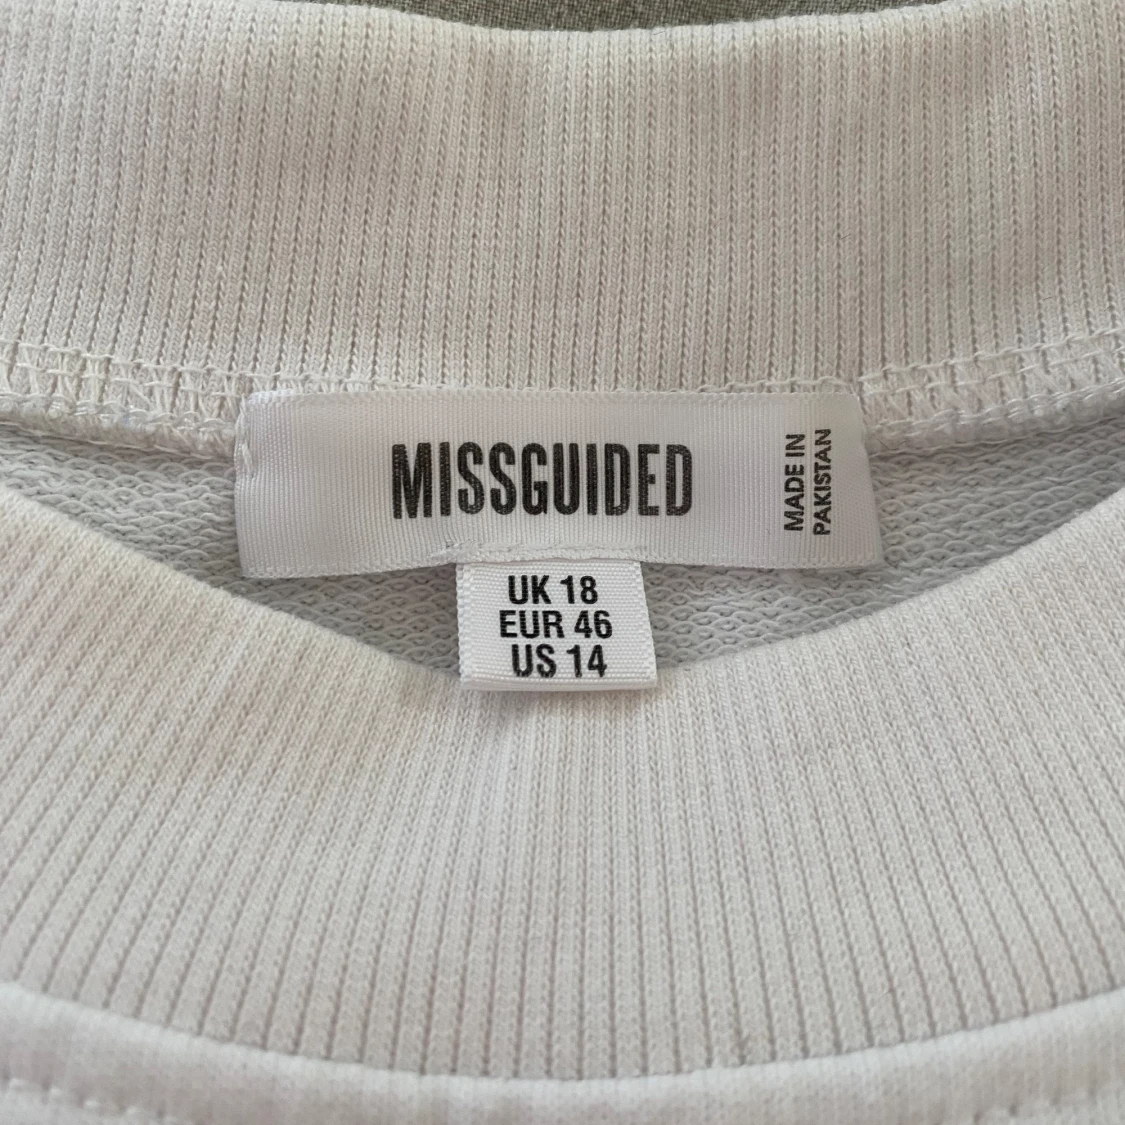 MISSGUIDED
MADE IN
PAKISTAN
UK 18
EUR 46
US 14